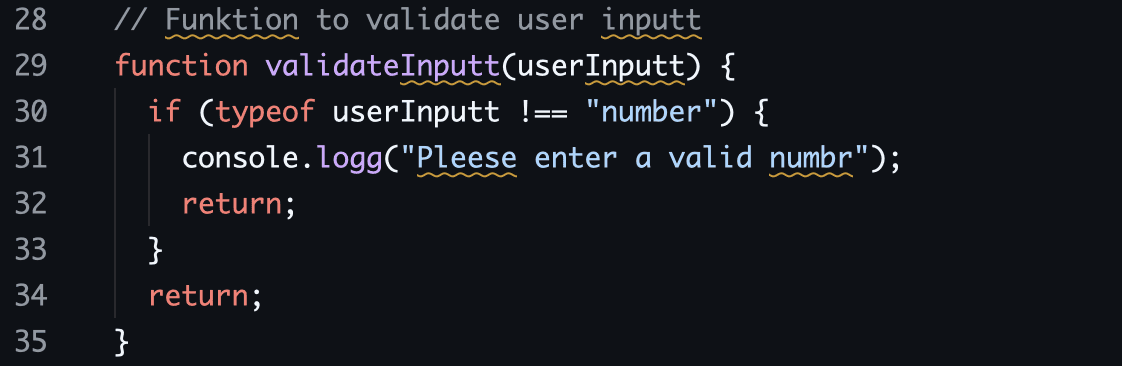 28 // Funktion to validate user inputt
29 function validateInputt(userInputt) {
30 if (typeof userInputt !== "number") {
31 console.logg("Pleese enter a valid numbr");
32 return;
33 }
34 return;
35 }